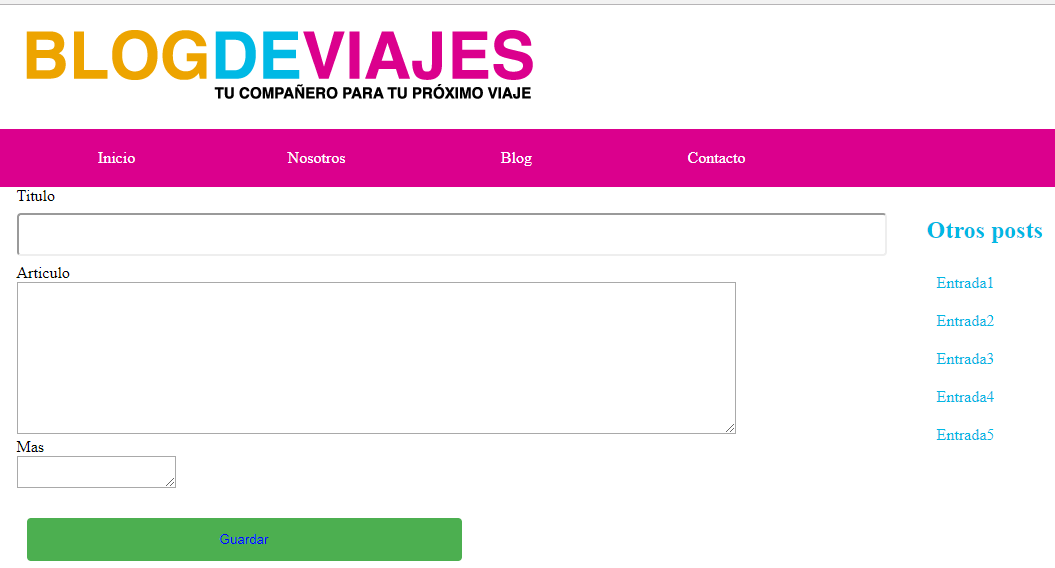 BLOGDEVIAJES
TU COMPAÑERO PARA TU PRÓXIMO VIAJE
Inicio Nosotros Blog Contacto
Titulo
Otros posts
Articulo
Entrada1
Entrada2
Entrada3
Entrada4
Entrada5
Mas
Guardar